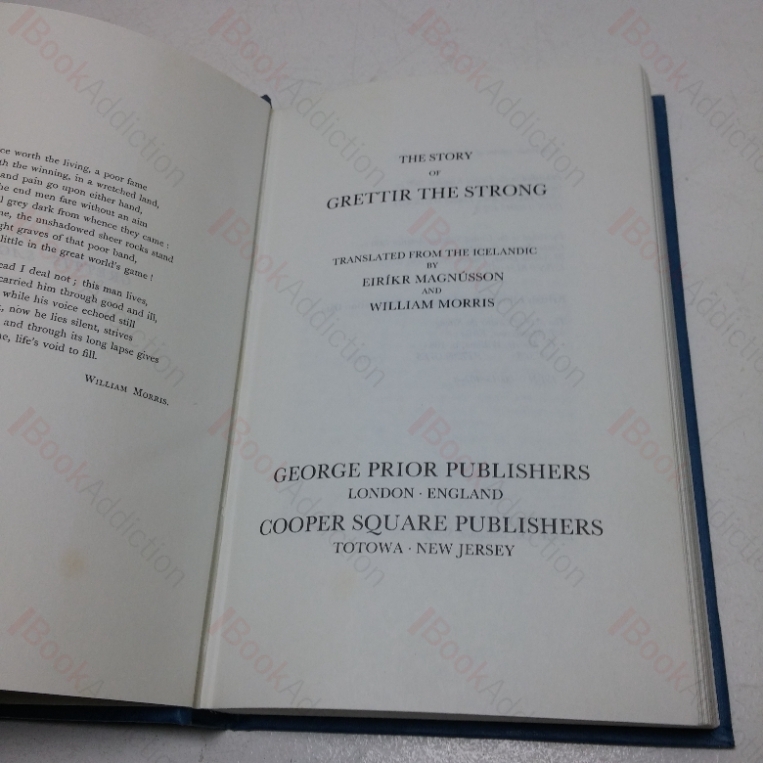 ce worth the living, a poor fame
th the winning, in a wretched land,
and pain go upon either hand,
he end men fare without an aim
grey dark from whence they came :
ne, the unshadowed sheer rocks stand
ght graves of that poor band,
little in the great world's game !
ead I deal not ; this man lives,
carried him through good and ill,
while his voice echoed still
, now he lies silent, strives
and through its long lapse gives
e, life's void to fill.
WILLIAM MORRIS.
THE STORY
OF
GRETTIR THE STRONG
TRANSLATED FROM THE ICELANDIC
BY
EIRÍKR MAGNÚSSON
AND
WILLIAM MORRIS
GEORGE PRIOR PUBLISHERS
LONDON · ENGLAND
COOPER SQUARE PUBLISHERS
TOTOWA · NEW JERSEY
BookAddiction